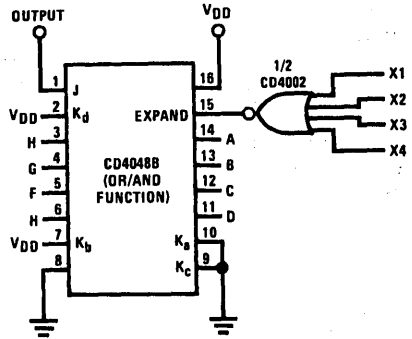 OUTPUT
VDD
1/2
CD4002
1 J
16
VDD 2 Kd
EXPAND 15
X1
X2
X3
X4
H 3
14 A
G 4
CD4048B
13 B
F 5
(OR/AND
FUNCTION)
12 C
H 6
11 D
VDD 7 Kb
Ka 10
8
Kc 9